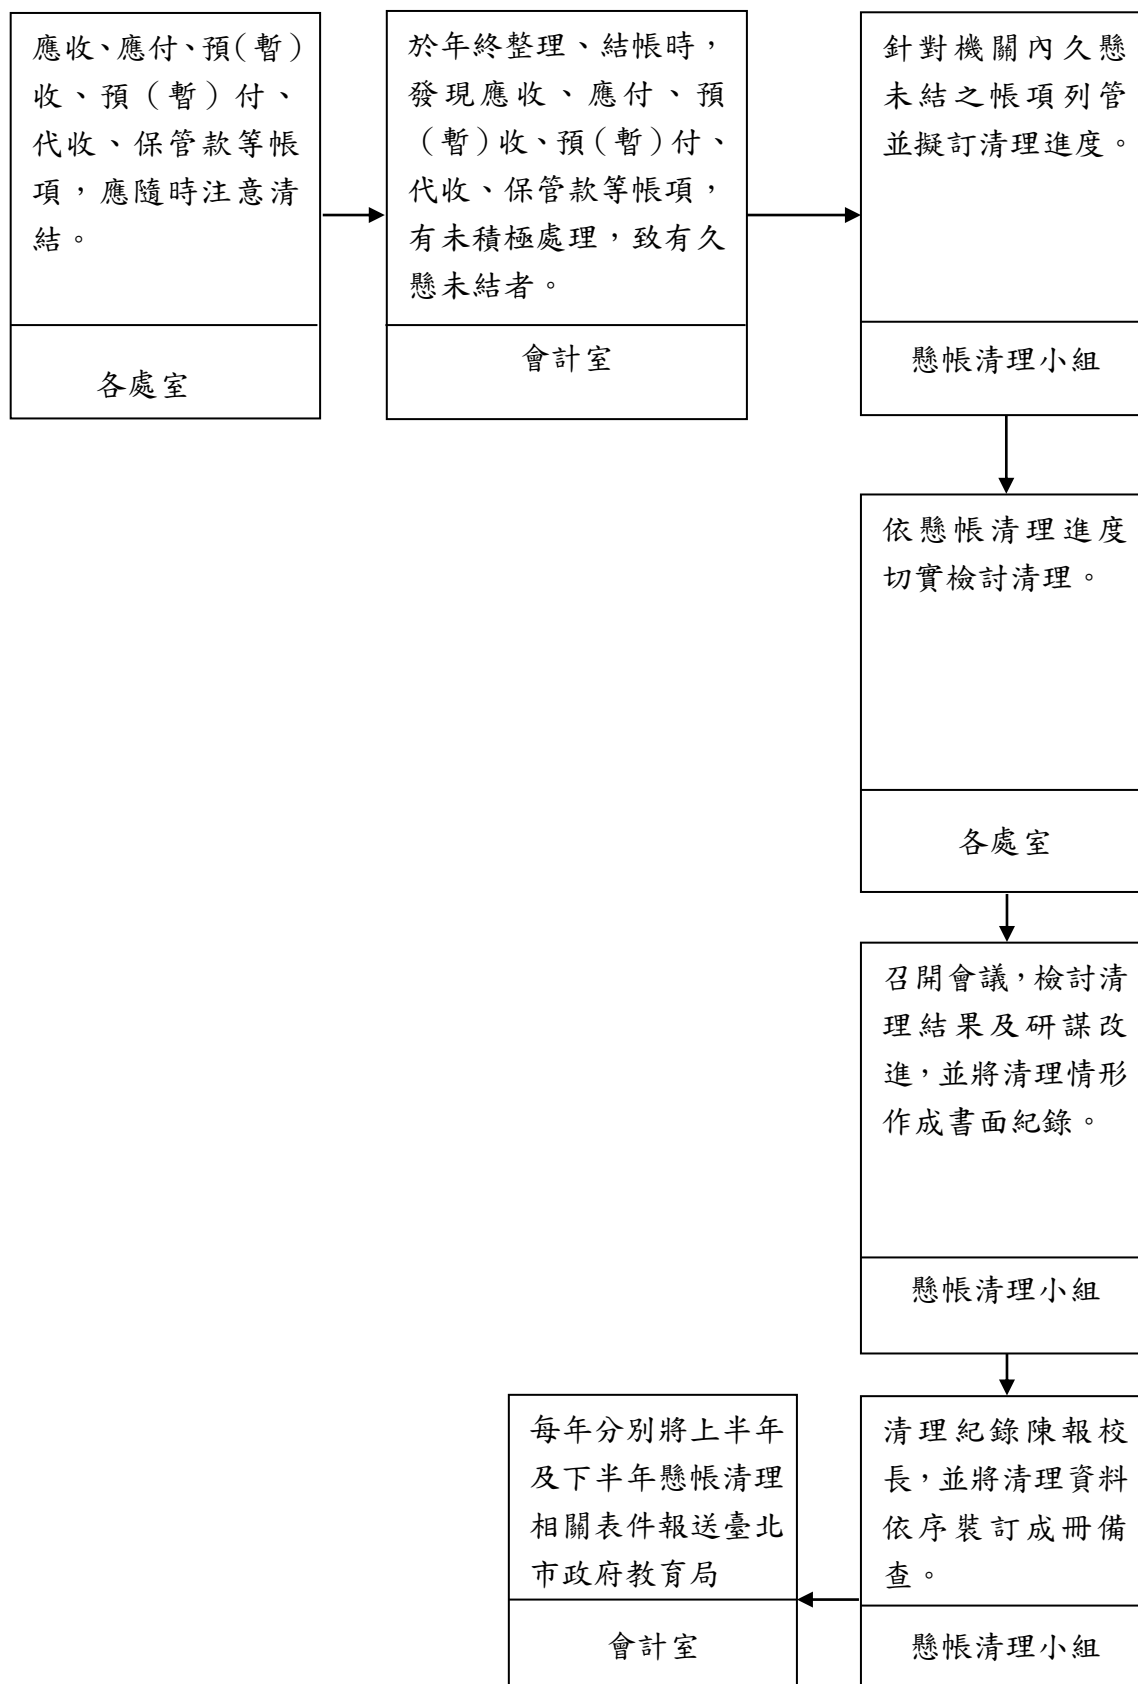 應收、應付、預(暫)
收、預（暫）付、
代收、保管款等帳
項，應隨時注意清
結。
各處室
於年終整理、結帳時，
發現應收、應付、預
（暫）收、預（暫）付、
代收、保管款等帳項，
有未積極處理，致有久
懸未結者。
會計室
針對機關內久懸
未結之帳項列管
並擬訂清理進度。
懸帳清理小組
依懸帳清理進度
切實檢討清理。
各處室
召開會議，檢討清
理結果及研謀改
進，並將清理情形
作成書面紀錄。
懸帳清理小組
清理紀錄陳報校
長，並將清理資料
依序裝訂成冊備
查。
懸帳清理小組
每年分別將上半年
及下半年懸帳清理
相關表件報送臺北
市政府教育局
會計室